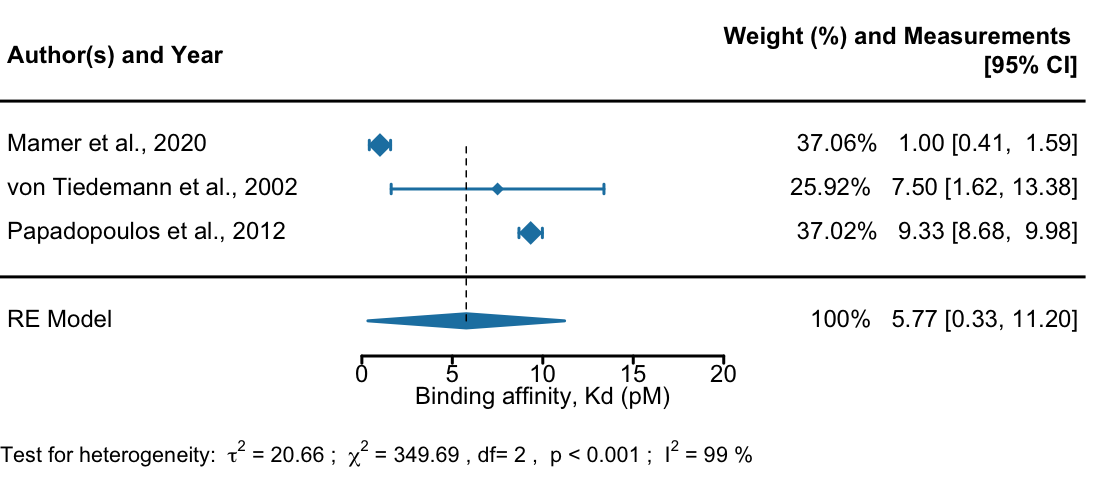 Author(s) and Year
Weight (%) and Measurements
[95% CI]
Mamer et al., 2020 37.06% 1.00 [0.41, 1.59]
von Tiedemann et al., 2002 25.92% 7.50 [1.62, 13.38]
Papadopoulos et al., 2012 37.02% 9.33 [8.68, 9.98]
RE Model 100% 5.77 [0.33, 11.20]
0 5 10 15 20
Binding affinity, Kd (pM)
Test for heterogeneity: τ² = 20.66 ; χ² = 349.69 , df= 2 , p < 0.001 ; I² = 99 %